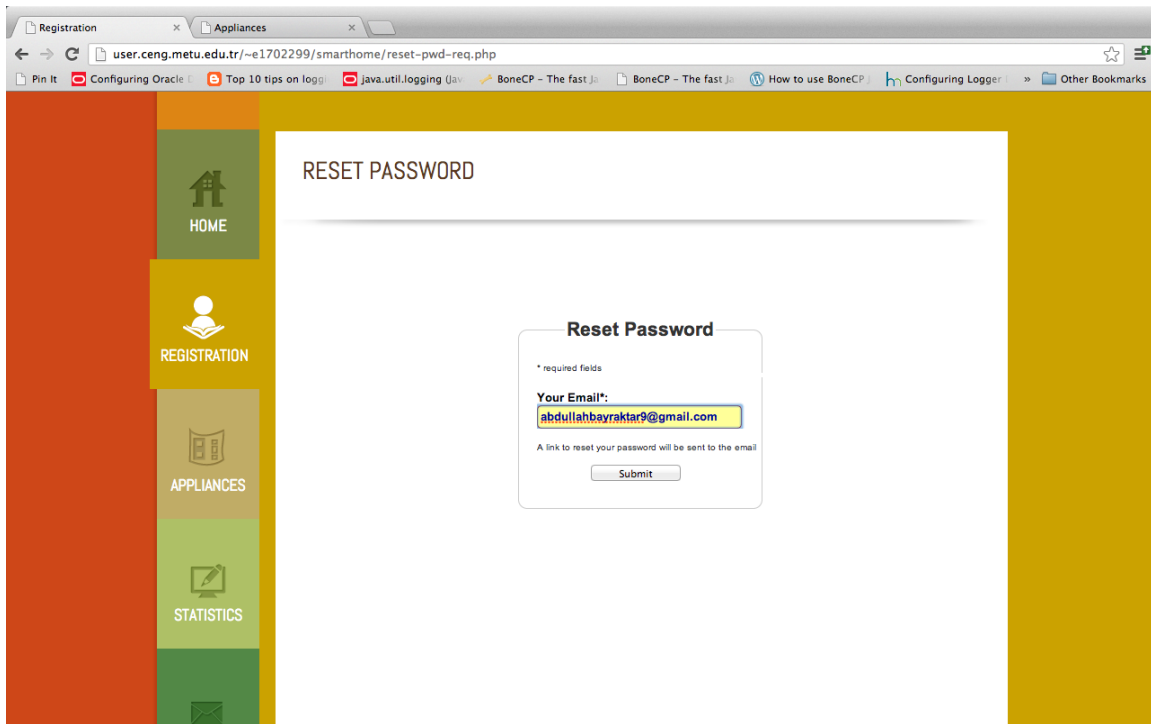 Registration
Appliances
user.ceng.metu.edu.tr/~e1702299/smarthome/reset-pwd-req.php
Pin It Configuring Oracle Top 10 tips on loggi java.util.logging (Jav BoneCP - The fast Ja BoneCP - The fast Ja How to use BoneCP Configuring Logger » Other Bookmarks
RESET PASSWORD
HOME
REGISTRATION
APPLIANCES
STATISTICS
Reset Password
* required fields
Your Email*:
abdullahbayraktar9@gmail.com
A link to reset your password will be sent to the email
Submit